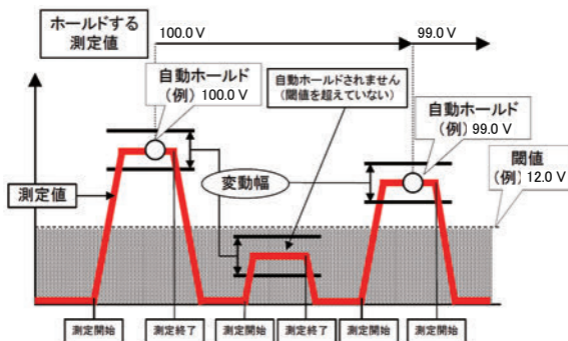 ホールドする
測定値
100.0 V
99.0 V
自動ホールド
(例) 100.0 V
自動ホールドされません
(閾値を超えていない)
自動ホールド
(例) 99.0 V
閾値
(例) 12.0 V
測定値
変動幅
測定開始
測定終了
測定開始
測定終了
測定開始
測定開始